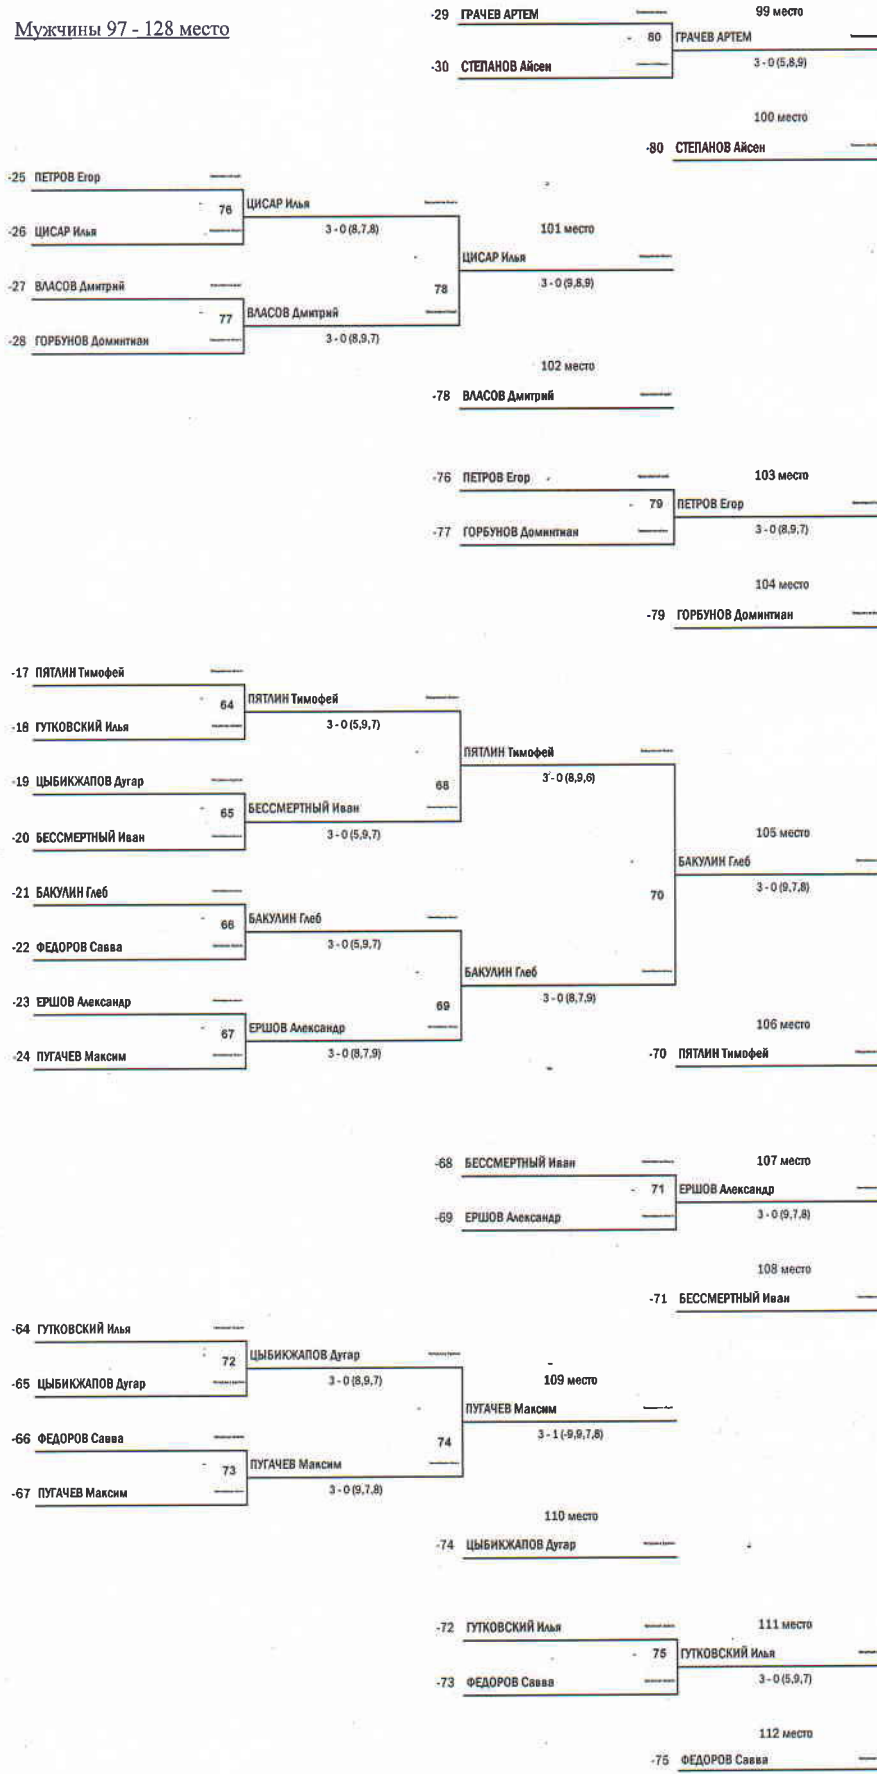 Мужчины 97 - 128 место
-29 ГРАЧЕВ АРТЕМ 99 место
80 ГРАЧЕВ АРТЕМ
-30 СТЕПАНОВ Айсен 3 - 0 (5,8,9)
100 место
-80 СТЕПАНОВ Айсен
-25 ПЕТРОВ Егор
76 ЦИСАР Илья
-26 ЦИСАР Илья 3 - 0 (8,7,8) 101 место
ЦИСАР Илья
-27 ВЛАСОВ Дмитрий 78 3 - 0 (9,8,9)
77 ВЛАСОВ Дмитрий
-28 ГОРБУНОВ Доминтиан 3 - 0 (8,9,7)
102 место
-78 ВЛАСОВ Дмитрий
-76 ПЕТРОВ Егор 103 место
79 ПЕТРОВ Егор
-77 ГОРБУНОВ Доминтиан 3 - 0 (8,9,7)
104 место
-79 ГОРБУНОВ Доминтиан
-17 ПЯТЛИН Тимофей
64 ПЯТЛИН Тимофей
-18 ГУТКОВСКИЙ Илья 3 - 0 (5,9,7)
ПЯТЛИН Тимофей
-19 ЦЫБИКЖАПОВ Дугар 68 3 - 0 (8,9,6)
65 БЕССМЕРТНЫЙ Иван
-20 БЕССМЕРТНЫЙ Иван 3 - 0 (5,9,7) 105 место
БАКУЛИН Глеб
-21 БАКУЛИН Глеб 70 3 - 0 (9,7,8)
66 БАКУЛИН Глеб
-22 ФЕДОРОВ Савва 3 - 0 (5,9,7)
БАКУЛИН Глеб
-23 ЕРШОВ Александр 69 3 - 0 (8,7,9)
67 ЕРШОВ Александр 106 место
-24 ПУГАЧЕВ Максим 3 - 0 (8,7,9) -70 ПЯТЛИН Тимофей
-68 БЕССМЕРТНЫЙ Иван 107 место
71 ЕРШОВ Александр
-69 ЕРШОВ Александр 3 - 0 (9,7,8)
108 место
-71 БЕССМЕРТНЫЙ Иван
-64 ГУТКОВСКИЙ Илья
72 ЦЫБИКЖАПОВ Дугар
-65 ЦЫБИКЖАПОВ Дугар 3 - 0 (8,9,7) 109 место
ПУГАЧЕВ Максим
-66 ФЕДОРОВ Савва 74 3 - 1 (-9,9,7,8)
73 ПУГАЧЕВ Максим
-67 ПУГАЧЕВ Максим 3 - 0 (9,7,8)
110 место
-74 ЦЫБИКЖАПОВ Дугар
-72 ГУТКОВСКИЙ Илья 111 место
75 ГУТКОВСКИЙ Илья
-73 ФЕДОРОВ Савва 3 - 0 (5,9,7)
112 место
-75 ФЕДОРОВ Савва